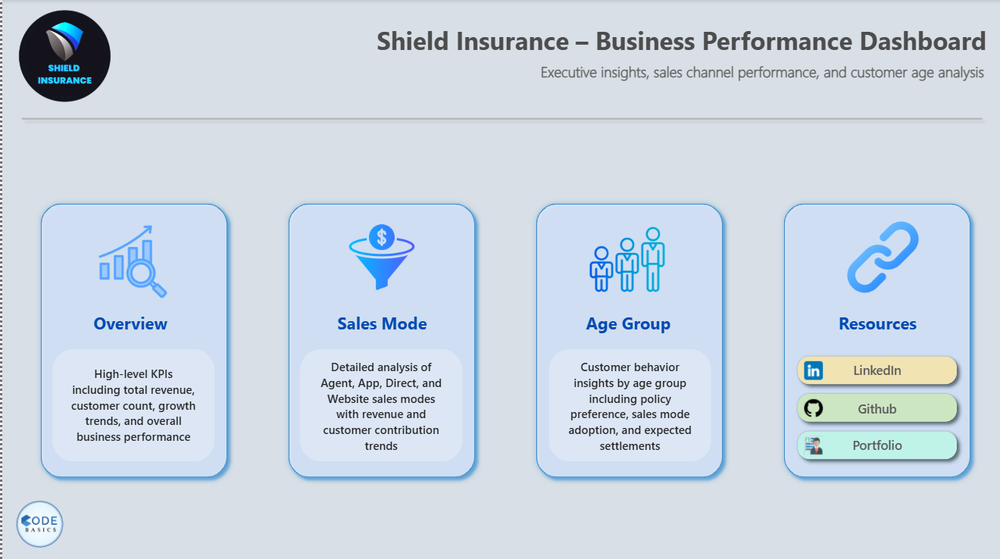 SHIELD
INSURANCE
Shield Insurance – Business Performance Dashboard
Executive insights, sales channel performance, and customer age analysis
$
Overview
High-level KPIs
including total revenue,
customer count, growth
trends, and overall
business performance
Sales Mode
Detailed analysis of
Agent, App, Direct, and
Website sales modes
with revenue and
customer contribution
trends
Age Group
Customer behavior
insights by age group
including policy
preference, sales mode
adoption, and expected
settlements
Resources
in LinkedIn
Github
Portfolio
CODE
BASICS